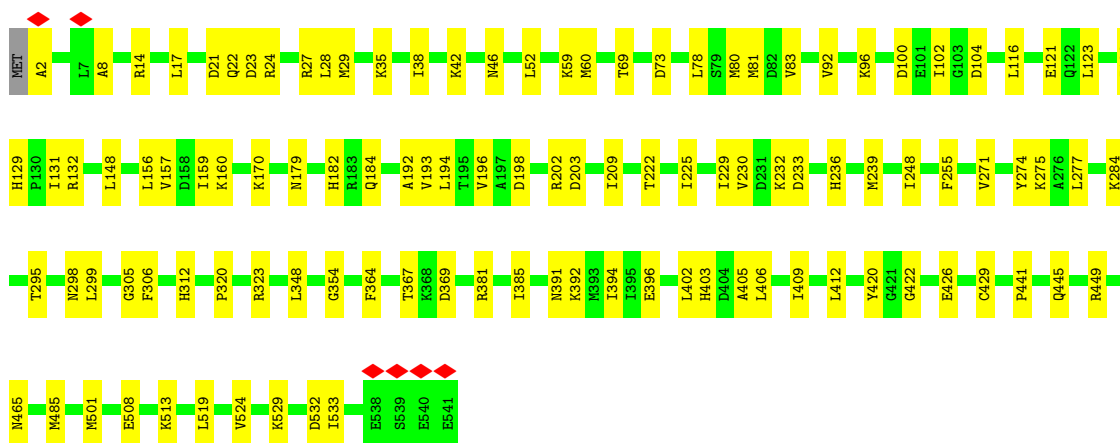 MET A2 L7 A8 R14 L17 D21 Q22 D23 R24 R27 L28 M29 K35 I38 K42 N46 L52 K59 M60 T69 D73 L78 S79 M80 M81 D82 V83 V92 K96 D100 E101 I102 G103 D104 L116 E121 Q122 L123
H129 P130 I131 R132 L148 L156 V157 D158 I159 K160 K170 N179 H182 R183 Q184 A192 V193 L194 T195 V196 A197 D198 R202 D203 I209 T222 I225 I229 V230 D231 K232 D233 H236 M239 I248 F255 V271 Y274 K275 A276 L277 K284
T295 N298 L299 G305 F306 H312 P320 R323 L348 G354 F364 T367 K368 D369 R381 I385 N391 K392 M393 I394 I395 E396 L402 H403 D404 A405 L406 I409 L412 Y420 G421 G422 E426 C429 P441 Q445 R449
N465 M485 M501 E508 K513 L519 V524 K529 D532 I533 E538 S539 E540 E541